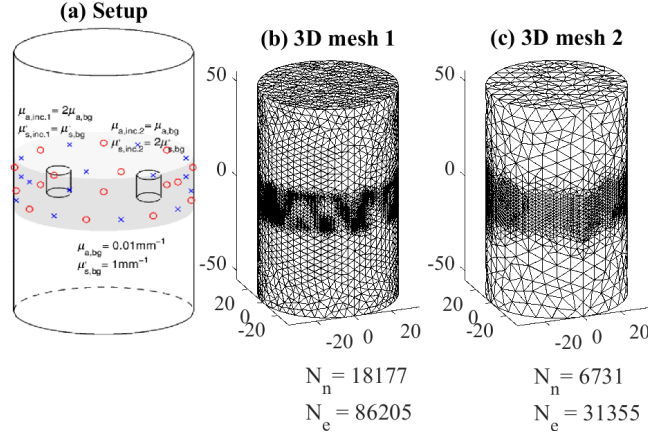 (a) Setup
μa,inc.1 = 2μa,bg
μ's,inc.1 = μ's,bg
μa,inc.2 = μa,bg
μ's,inc.2 = 2μ's,bg
μa,bg = 0.01mm⁻¹
μ's,bg = 1mm⁻¹
(b) 3D mesh 1
50
0
-50
20
0
-20
-20
0
20
Nn = 18177
Ne = 86205
(c) 3D mesh 2
50
0
-50
20
0
-20
-20
0
20
Nn = 6731
Ne = 31355